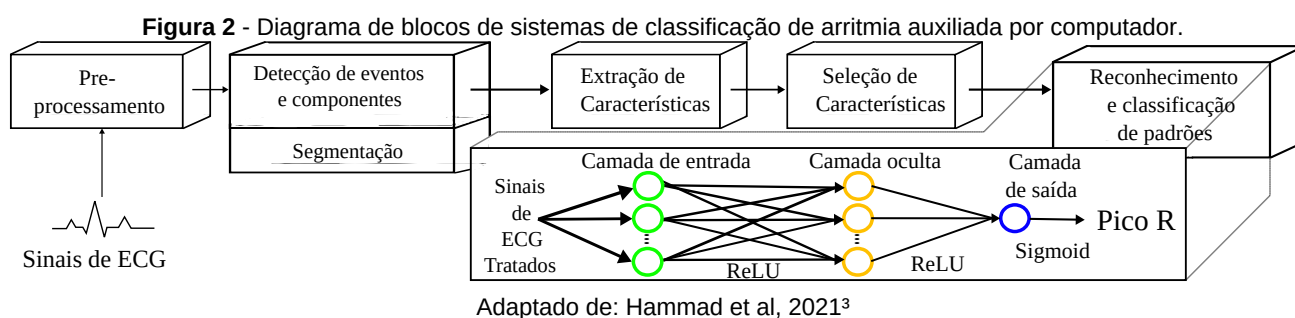 Figura 2 - Diagrama de blocos de sistemas de classificação de arritmia auxiliada por computador.
Pre-
processamento
Detecção de eventos
e componentes
Segmentação
Extração de
Característícas
Seleção de
Característícas
Reconhecimento
e classificação
de padrões
Sinais de ECG
Camada de entrada
Camada oculta
Camada
de saída
Sinais
de
ECG
Tratados
ReLU
ReLU
Sigmoid
Pico R
Adaptado de: Hammad et al, 2021³